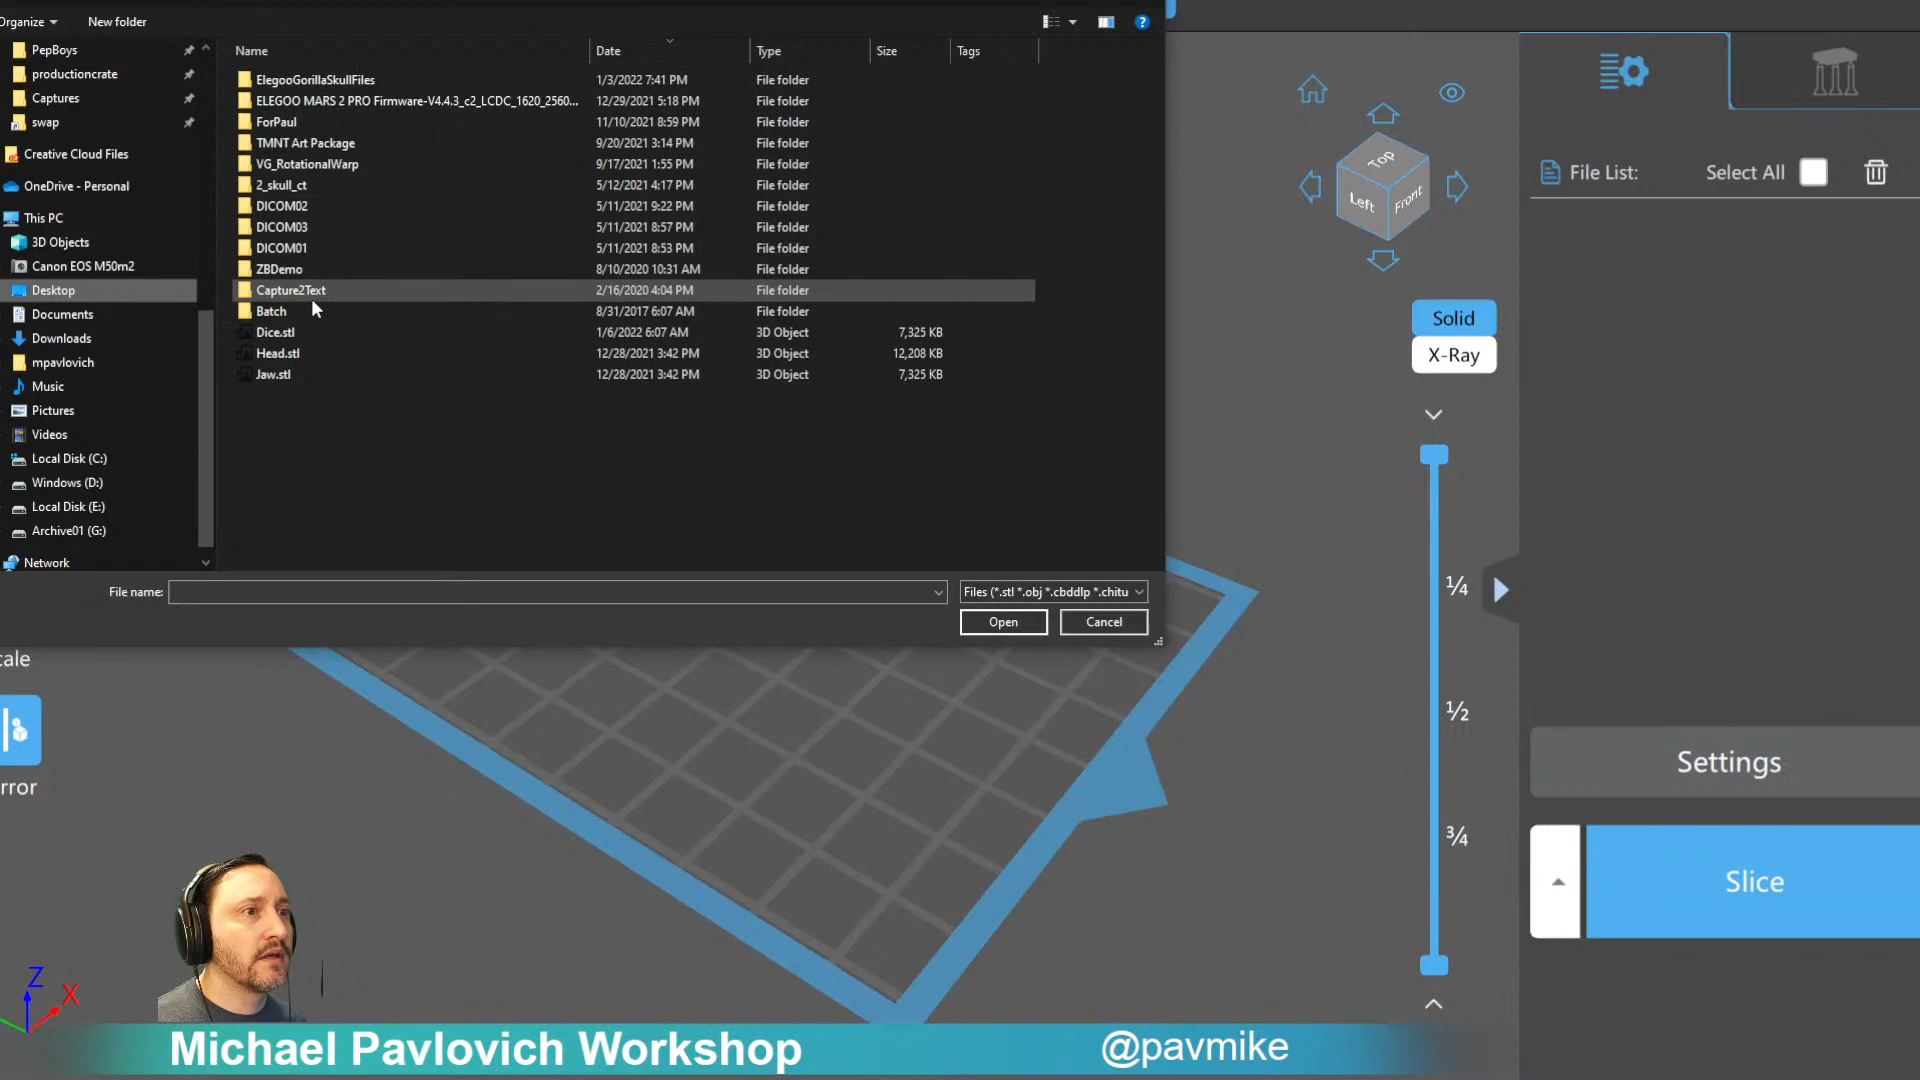 Organize
New folder
PepBoys
productioncrate
Captures
swap
Creative Cloud Files
OneDrive - Personal
This PC
3D Objects
Canon EOS M50m2
Desktop
Documents
Downloads
mpavlovich
Music
Pictures
Videos
Local Disk (C:)
Windows (D:)
Local Disk (E:)
Archive01 (G:)
Network
Name Date Type Size Tags
ElegooGorillaSkullFiles 1/3/2022 7:41 PM File folder
ELEGOO MARS 2 PRO Firmware-V4.4.3_c2_LCDC_1620_2560... 12/29/2021 5:18 PM File folder
ForPaul 11/10/2021 8:59 PM File folder
TMNT Art Package 9/20/2021 3:14 PM File folder
VG_RotationalWarp 9/17/2021 1:55 PM File folder
2_skull_ct 5/12/2021 4:17 PM File folder
DICOM02 5/11/2021 9:22 PM File folder
DICOM03 5/11/2021 8:57 PM File folder
DICOM01 5/11/2021 8:53 PM File folder
ZBDemo 8/10/2020 10:31 AM File folder
Capture2Text 2/16/2020 4:04 PM File folder
Batch 8/31/2017 6:07 AM File folder
Dice.stl 1/6/2022 6:07 AM 3D Object 7,325 KB
Head.stl 12/28/2021 3:42 PM 3D Object 12,208 KB
Jaw.stl 12/28/2021 3:42 PM 3D Object 7,325 KB
File name:
Files (*.stl *.obj *.cbddlp *.chitu
Open Cancel
Top
Left Front
Solid
X-Ray
¼
½
¾
File List: Select All
Settings
Slice
cale
rror
Z
X
Michael Pavlovich Workshop
@pavmike